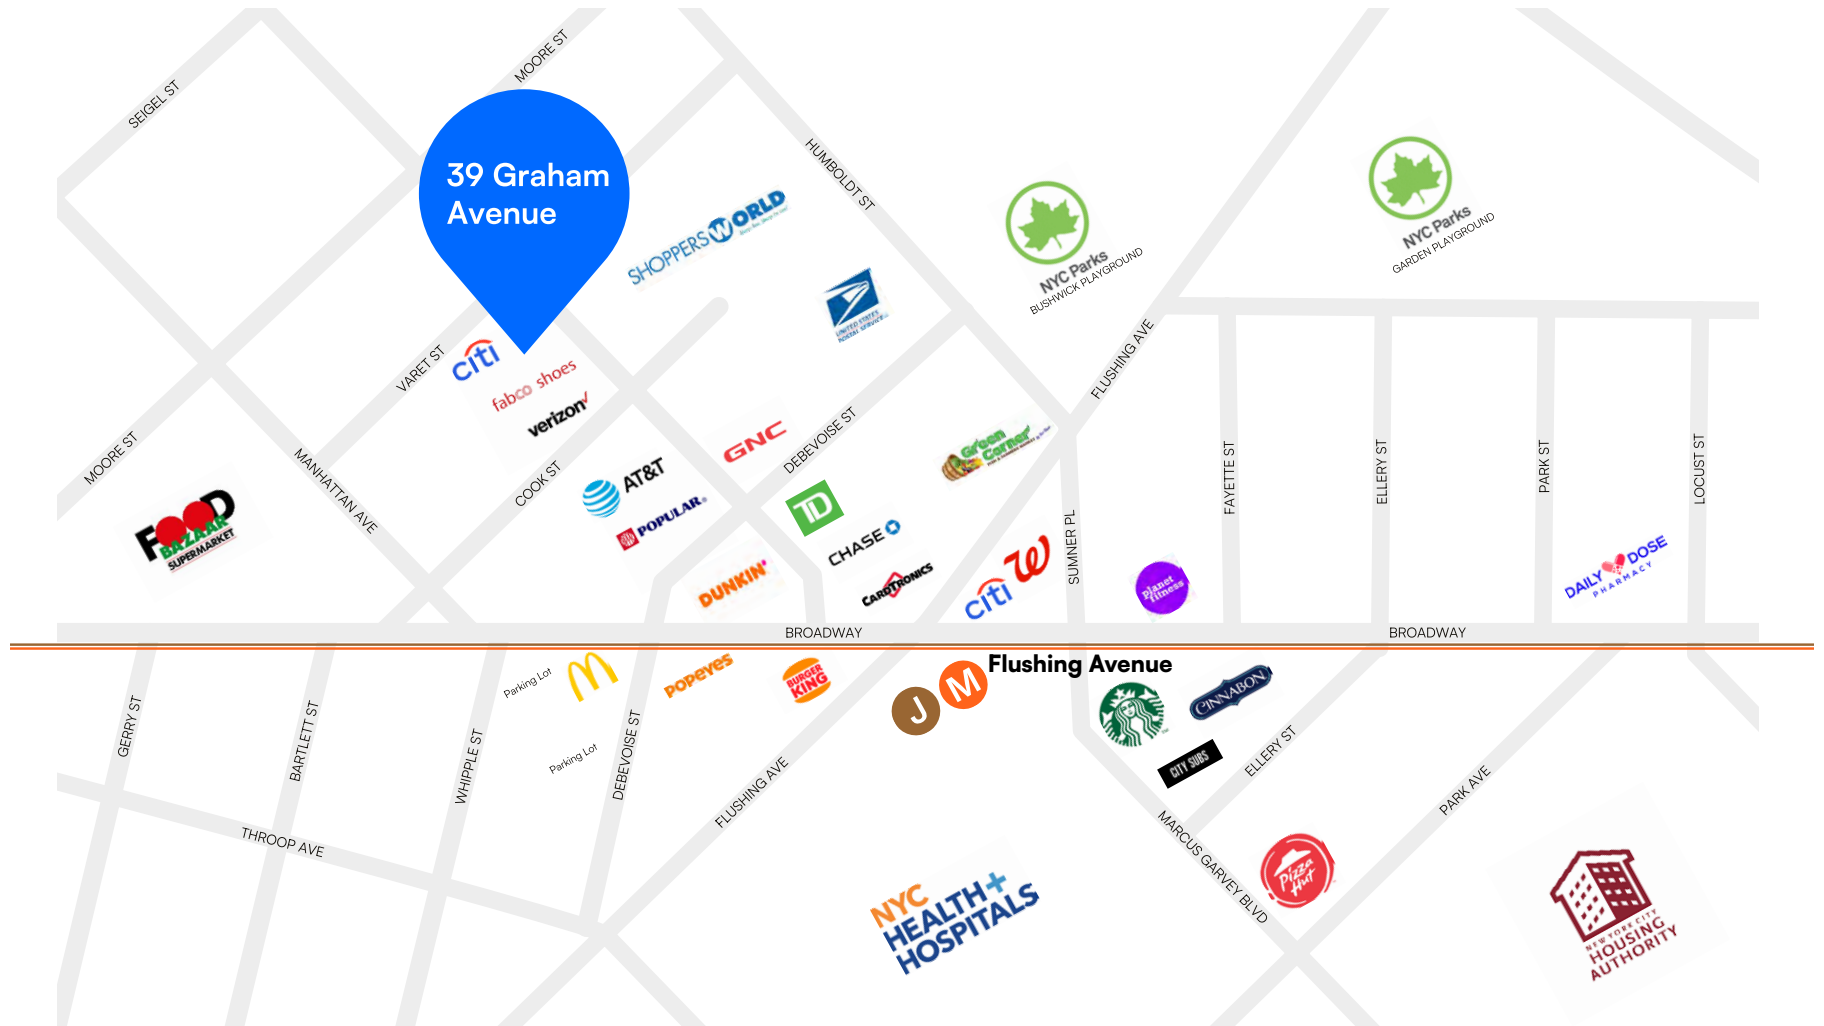 MOORE ST
SEIGEL ST
39 Graham
Avenue
HUMBOLDT ST
SHOPPERS WORLD
NYC Parks
BUSHWICK PLAYGROUND
NYC Parks
GARDEN PLAYGROUND
UNITED STATES
POSTAL SERVICE
VARET ST
citi
fabco shoes
verizon
FLUSHING AVE
MOORE ST
MANHATTAN AVE
COOK ST
GNC
DEBEVOISE ST
Green
Corner
AT&T
POPULAR
TD
CHASE
CARDTRONICS
DUNKIN'
FOOD
BAZAAR
SUPERMARKET
citi
W
SUMNER PL
planet
fitness
FAYETTE ST
ELLERY ST
PARK ST
LOCUST ST
DAILY DOSE
PHARMACY
BROADWAY
BROADWAY
Flushing Avenue
J
M
Parking Lot
POPEYES
BURGER
KING
Parking Lot
GERRY ST
BARTLETT ST
WHIPPLE ST
DEBEVOISE ST
FLUSHING AVE
THROOP AVE
CINNABON
CITY SUBS
ELLERY ST
MARCUS GARVEY BLVD
PARK AVE
Pizza
Hut
NYC
HEALTH+
HOSPITALS
NEW YORK CITY
HOUSING
AUTHORITY